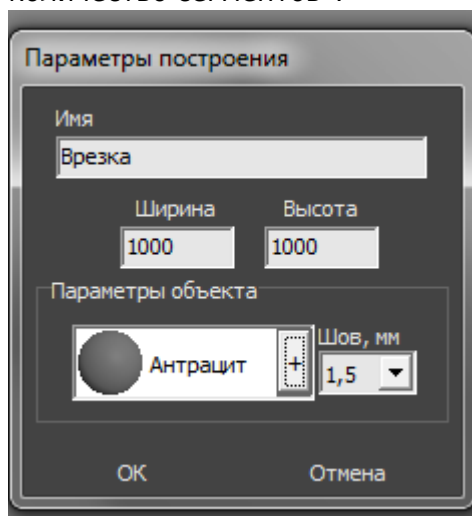 количество сегментов".
Параметры построения
Имя
Врезка
Ширина Высота
1000 1000
Параметры объекта
Антрацит + Шов, мм
1,5
ОК Отмена